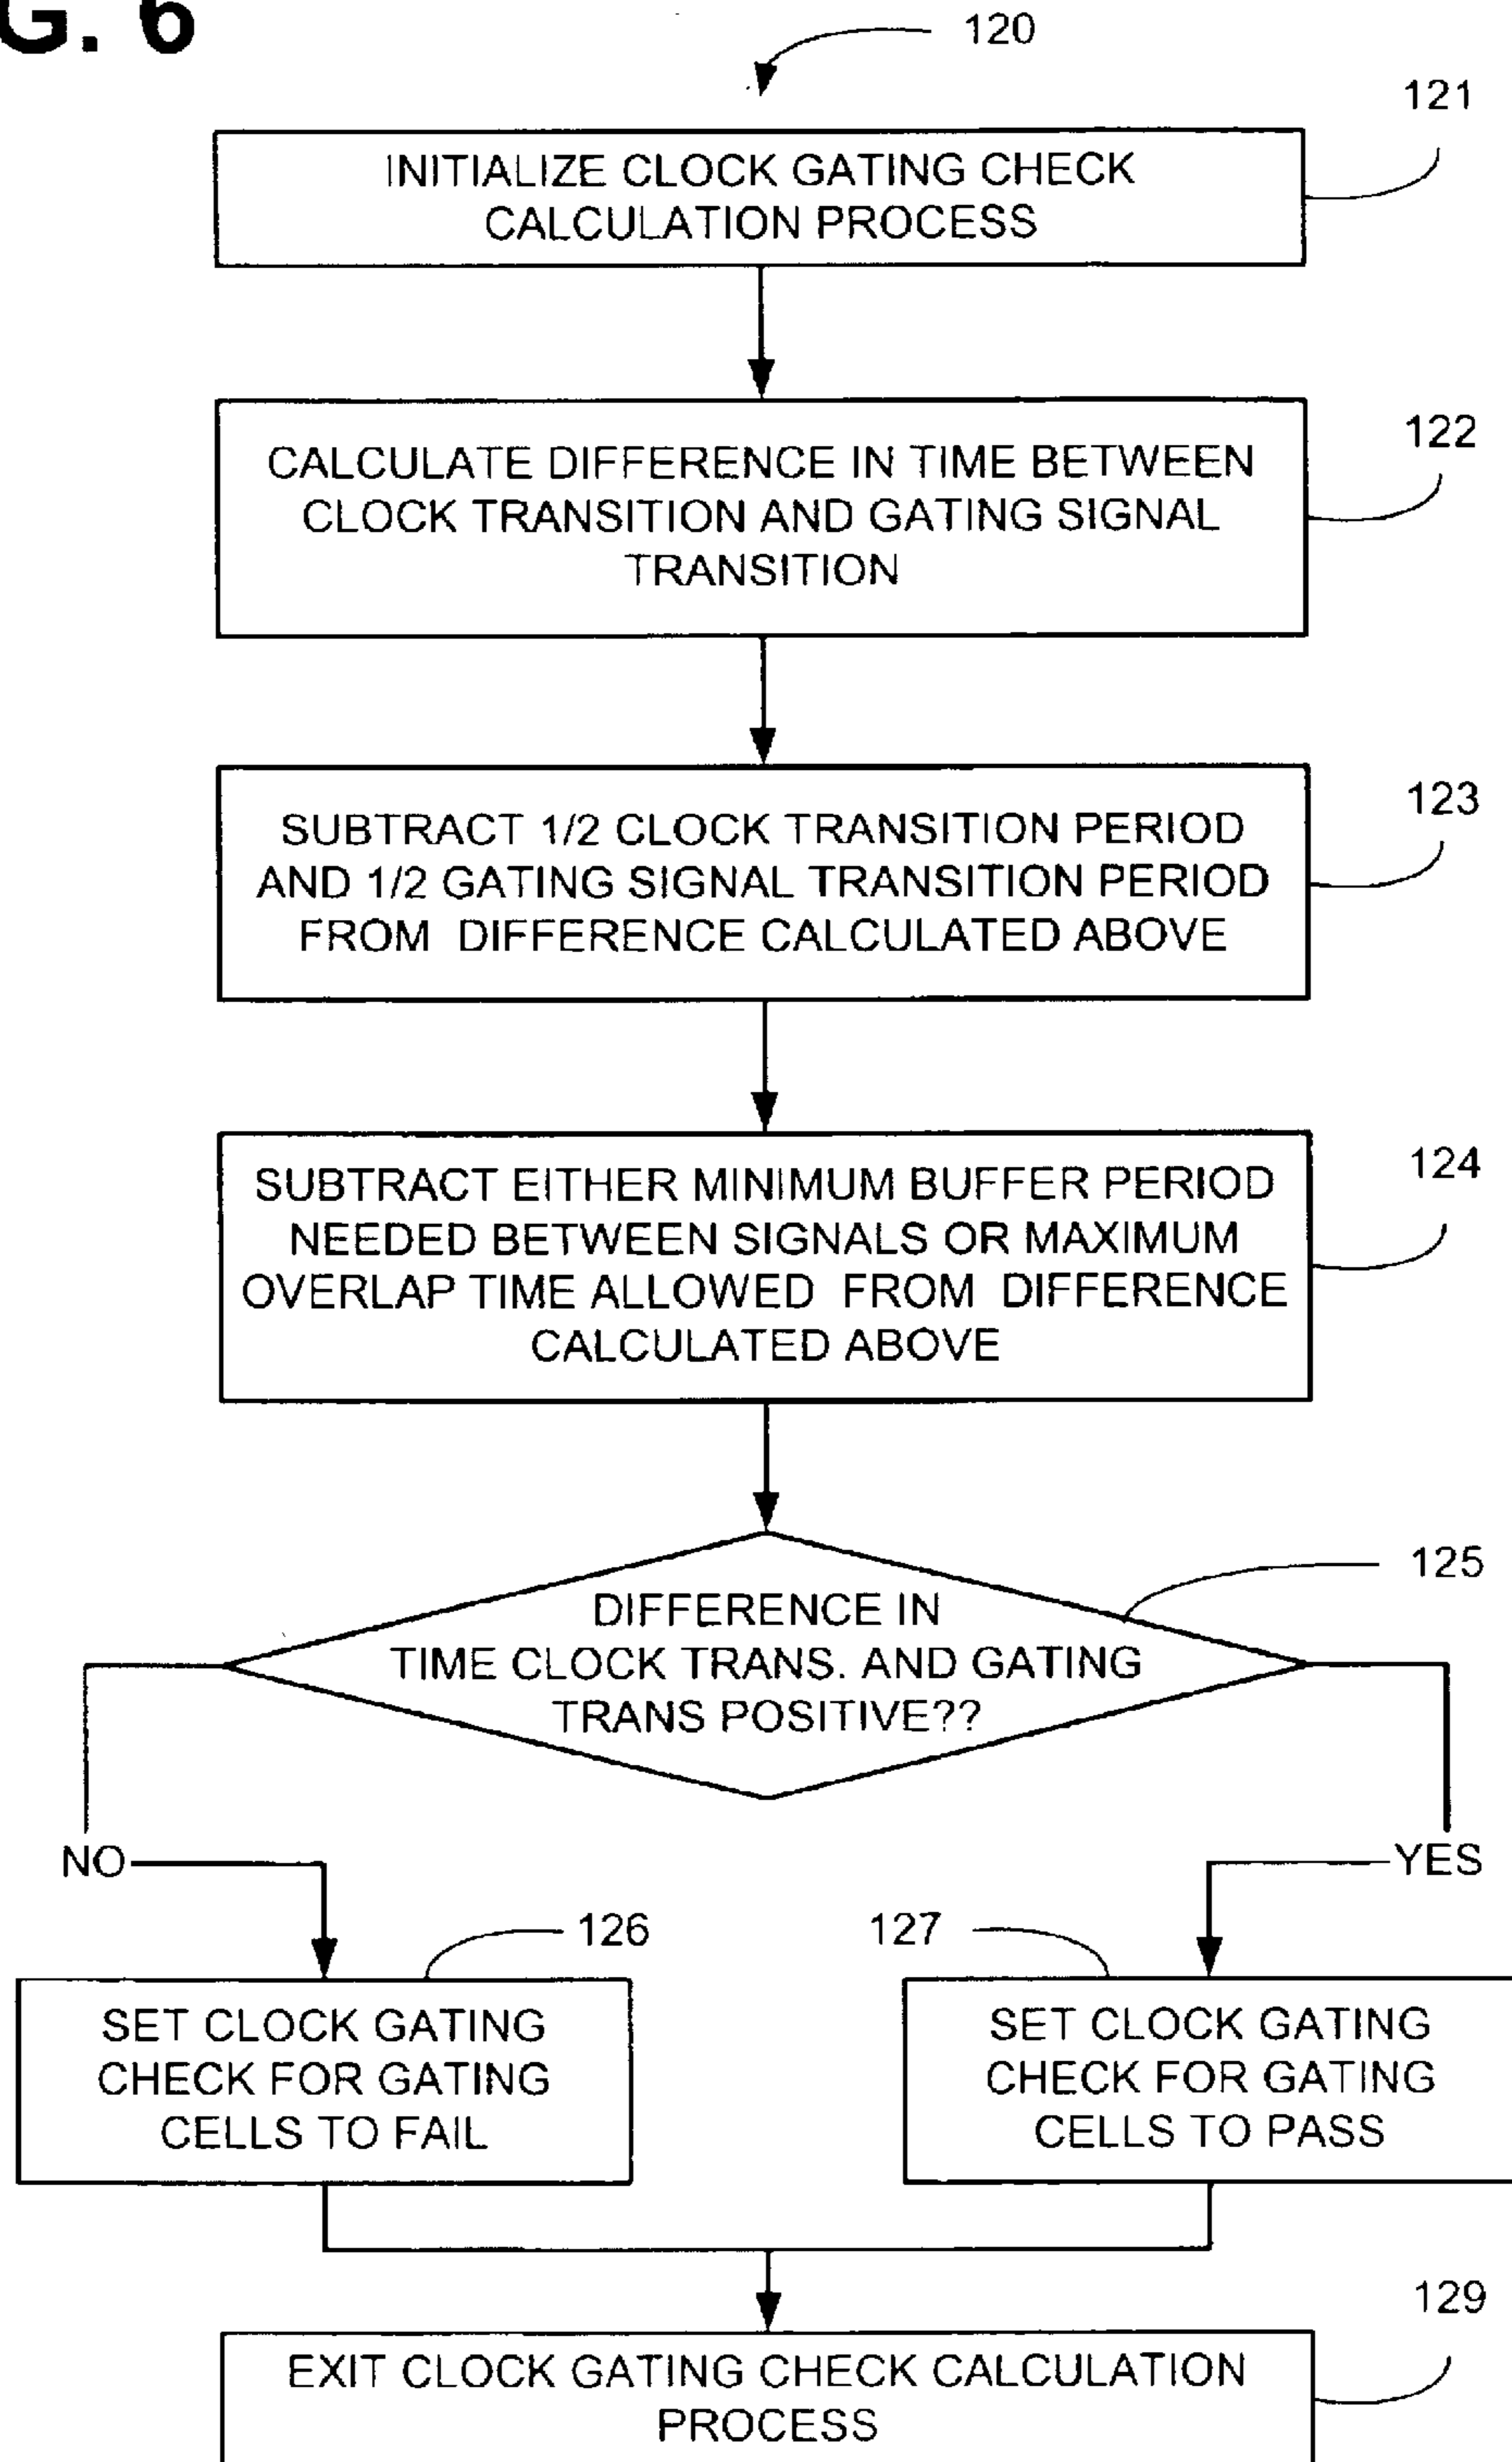 G. 6
120
121
INITIALIZE CLOCK GATING CHECK
CALCULATION PROCESS
122
CALCULATE DIFFERENCE IN TIME BETWEEN
CLOCK TRANSITION AND GATING SIGNAL
TRANSITION
123
SUBTRACT 1/2 CLOCK TRANSITION PERIOD
AND 1/2 GATING SIGNAL TRANSITION PERIOD
FROM DIFFERENCE CALCULATED ABOVE
124
SUBTRACT EITHER MINIMUM BUFFER PERIOD
NEEDED BETWEEN SIGNALS OR MAXIMUM
OVERLAP TIME ALLOWED FROM DIFFERENCE
CALCULATED ABOVE
125
DIFFERENCE IN
TIME CLOCK TRANS. AND GATING
TRANS POSITIVE??
NO
YES
126
127
SET CLOCK GATING
CHECK FOR GATING
CELLS TO FAIL
SET CLOCK GATING
CHECK FOR GATING
CELLS TO PASS
129
EXIT CLOCK GATING CHECK CALCULATION
PROCESS